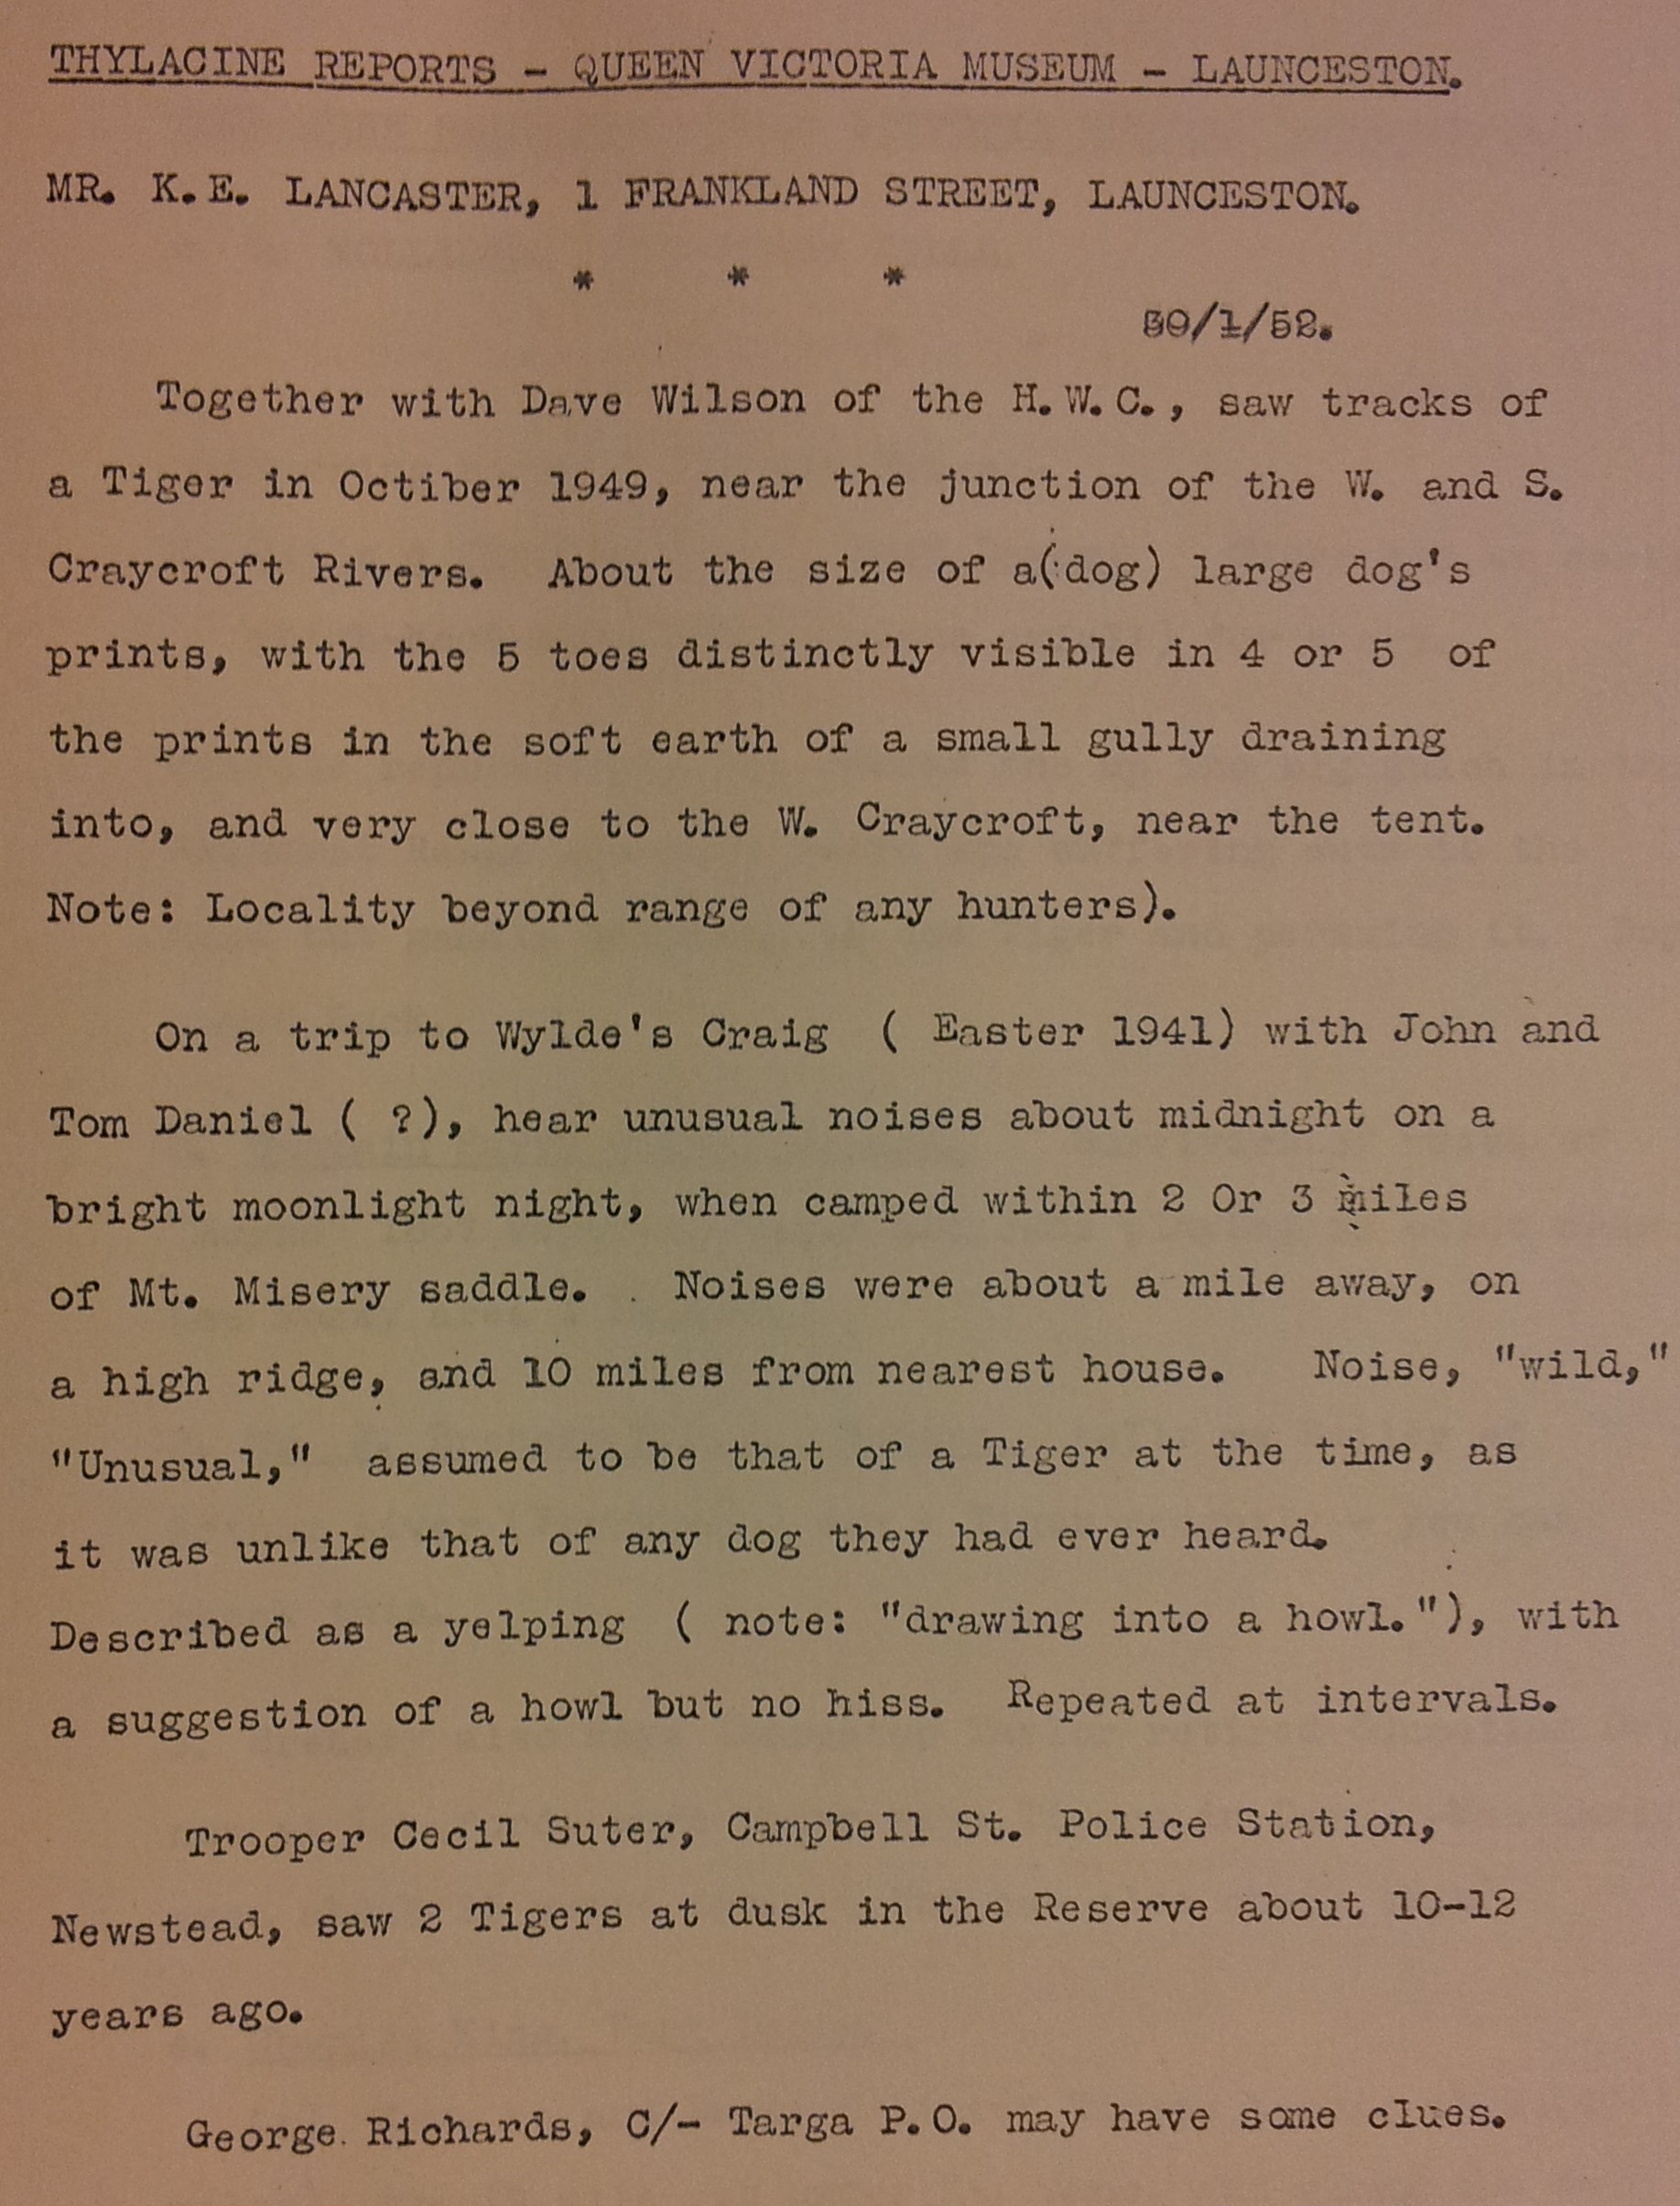 THYLACINE REPORTS - QUEEN VICTORIA MUSEUM - LAUNCESTON.
MR. K.E. LANCASTER, 1 FRANKLAND STREET, LAUNCESTON.
* * *
30/1/52.
Together with Dave Wilson of the H.W.C., saw tracks of
a Tiger in Octiber 1949, near the junction of the W. and S.
Craycroft Rivers. About the size of a(dog) large dog's
prints, with the 5 toes distinctly visible in 4 or 5 of
the prints in the soft earth of a small gully draining
into, and very close to the W. Craycroft, near the tent.
Note: Locality beyond range of any hunters).
On a trip to Wylde's Craig ( Easter 1941) with John and
Tom Daniel ( ?), hear unusual noises about midnight on a
bright moonlight night, when camped within 2 Or 3 miles
of Mt. Misery saddle. Noises were about a mile away, on
a high ridge, and 10 miles from nearest house. Noise, "wild,"
"Unusual," assumed to be that of a Tiger at the time, as
it was unlike that of any dog they had ever heard.
Described as a yelping ( note: "drawing into a howl."), with
a suggestion of a howl but no hiss. Repeated at intervals.
Trooper Cecil Suter, Campbell St. Police Station,
Newstead, saw 2 Tigers at dusk in the Reserve about 10-12
years ago.
George Richards, C/- Targa P.O. may have some clues.